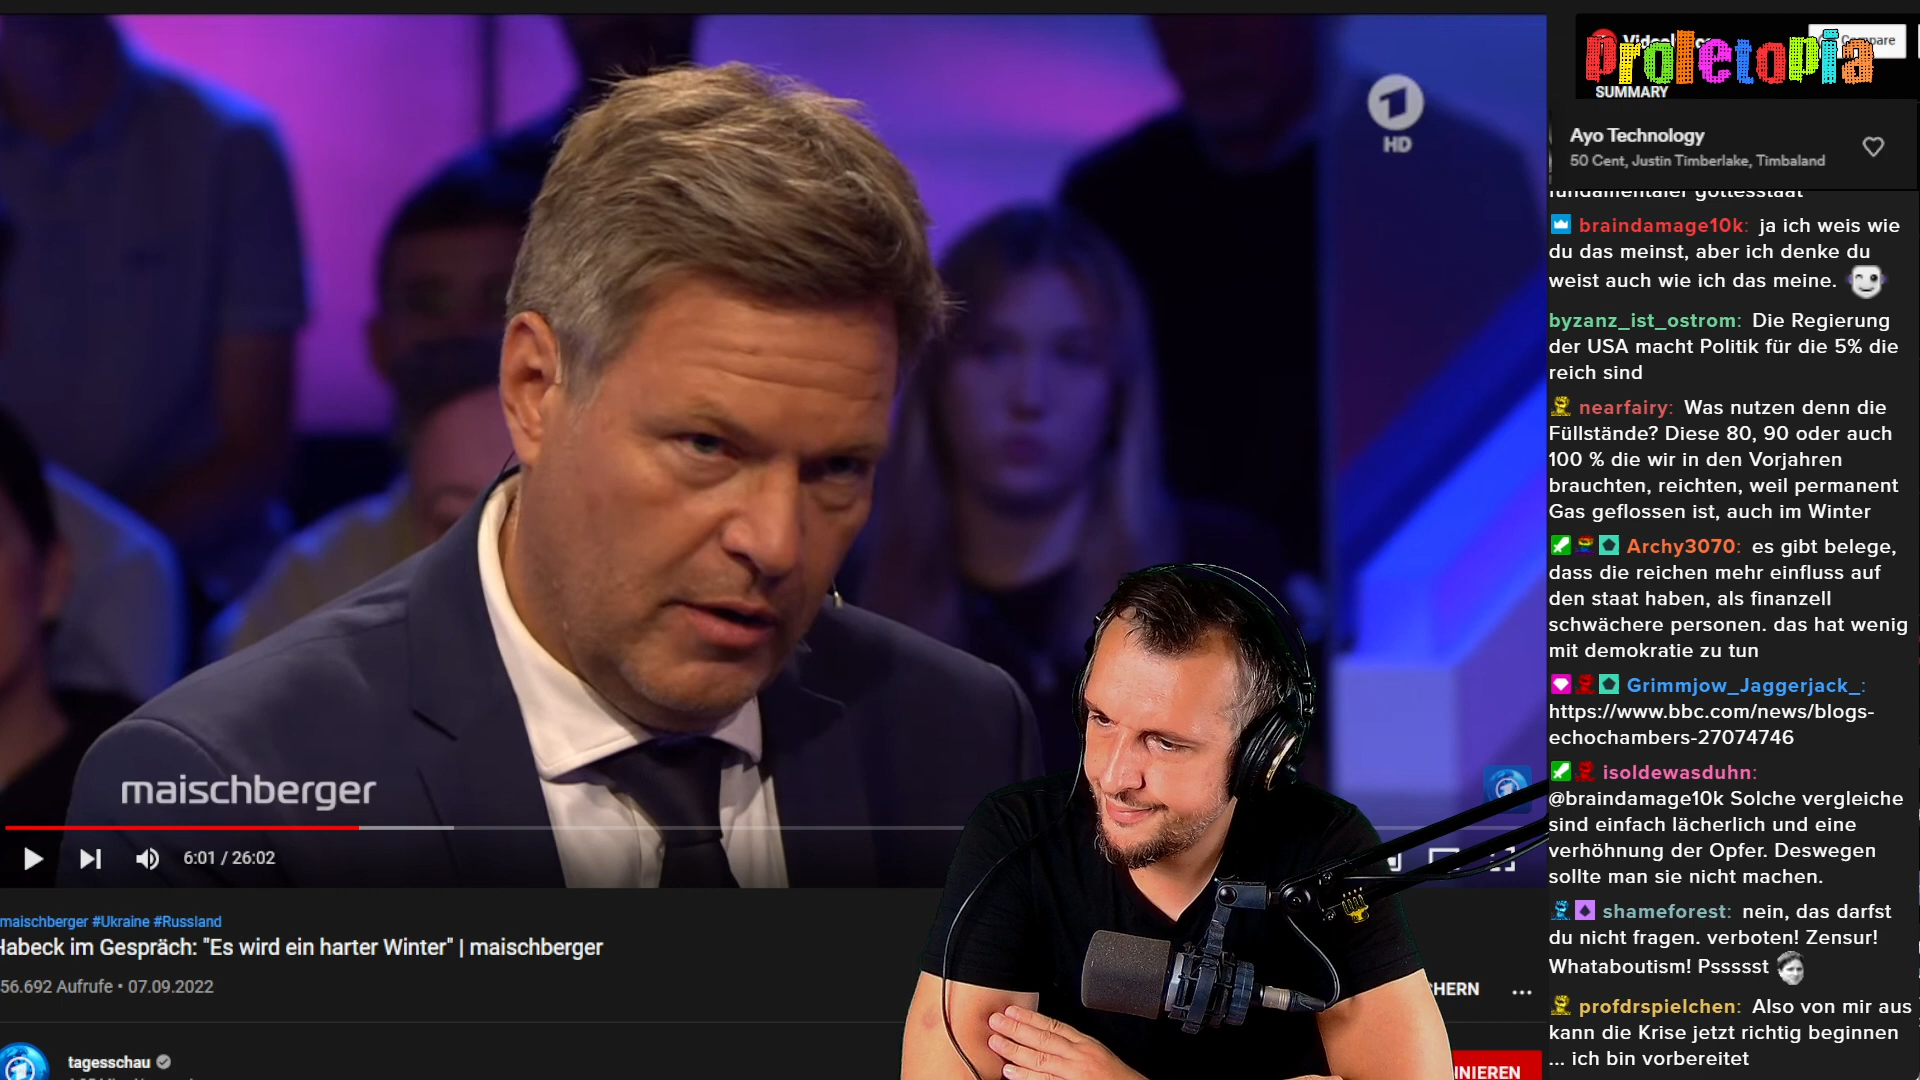 HD
maischberger
6:01 / 26:02
maischberger #Ukraine #Russland
Habeck im Gespräch: "Es wird ein harter Winter" | maischberger
56.692 Aufrufe • 07.09.2022
tagesschau
Proletopia
SUMMARY
Ayo Technology
50 Cent, Justin Timberlake, Timbaland
fundamentaler gottesstaat
braindamage10k: ja ich weis wie
du das meinst, aber ich denke du
weist auch wie ich das meine.
byzanz_ist_ostrom: Die Regierung
der USA macht Politik für die 5% die
reich sind
nearfairy: Was nutzen denn die
Füllstände? Diese 80, 90 oder auch
100 % die wir in den Vorjahren
brauchten, reichten, weil permanent
Gas geflossen ist, auch im Winter
Archy3070: es gibt belege,
dass die reichen mehr einfluss auf
den staat haben, als finanzell
schwächere personen. das hat wenig
mit demokratie zu tun
Grimmjow_Jaggerjack_:
https://www.bbc.com/news/blogs-
echochambers-27074746
isoldewasduhn:
@braindamage10k Solche vergleiche
sind einfach lächerlich und eine
verhöhnung der Opfer. Deswegen
sollte man sie nicht machen.
shameforest: nein, das darfst
du nicht fragen. verboten! Zensur!
Whataboutism! Pssssst
profdrspielchen: Also von mir aus
kann die Krise jetzt richtig beginnen
... ich bin vorbereitet